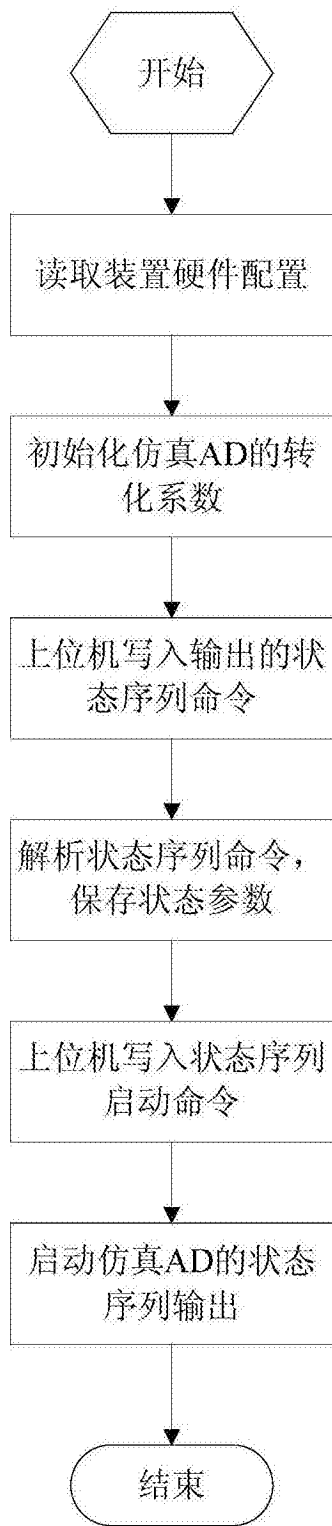 开始
读取装置硬件配置
初始化仿真AD的转
化系数
上位机写入输出的状
态序列命令
解析状态序列命令，
保存状态参数
上位机写入状态序列
启动命令
启动仿真AD的状态
序列输出
结束